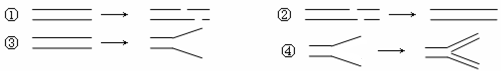 ① ②
③ ④